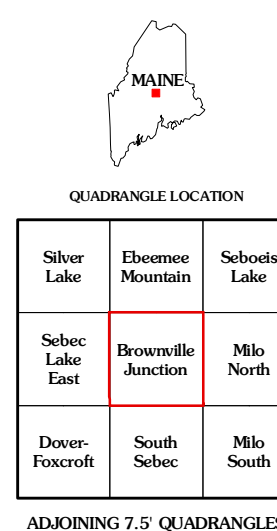 MAINE
QUADRANGLE LOCATION
Silver
Lake
Ebeemee
Mountain
Seboeis
Lake
Sebec
Lake
East
Brownville
Junction
Milo
North
Dover-
Foxcroft
South
Sebec
Milo
South
ADJOINING 7.5' QUADRANGLES